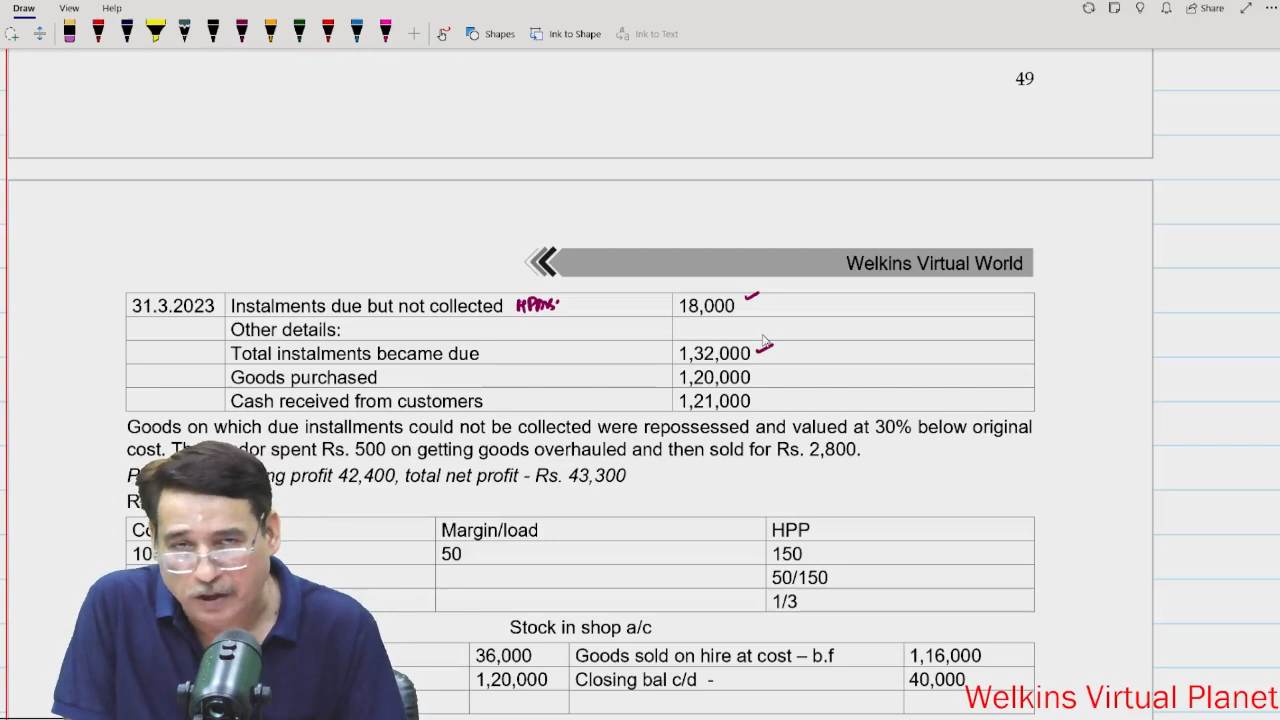 Draw View Help Share
Shapes Ink to Shape Ink to Text
49
Welkins Virtual World
31.3.2023 Instalments due but not collected HPDrs. 18,000
Other details:
Total instalments became due 1,32,000
Goods purchased 1,20,000
Cash received from customers 1,21,000
Goods on which due installments could not be collected were repossessed and valued at 30% below original
cost. Rs. 500 on getting goods overhauled and then sold for Rs. 2,800.
profit 42,400, total net profit - Rs. 43,300
Margin/load HPP
10 50 150
50/150
1/3
Stock in shop a/c
36,000 Goods sold on hire at cost – b.f 1,16,000
1,20,000 Closing bal c/d - 40,000
Welkins Virtual Planet